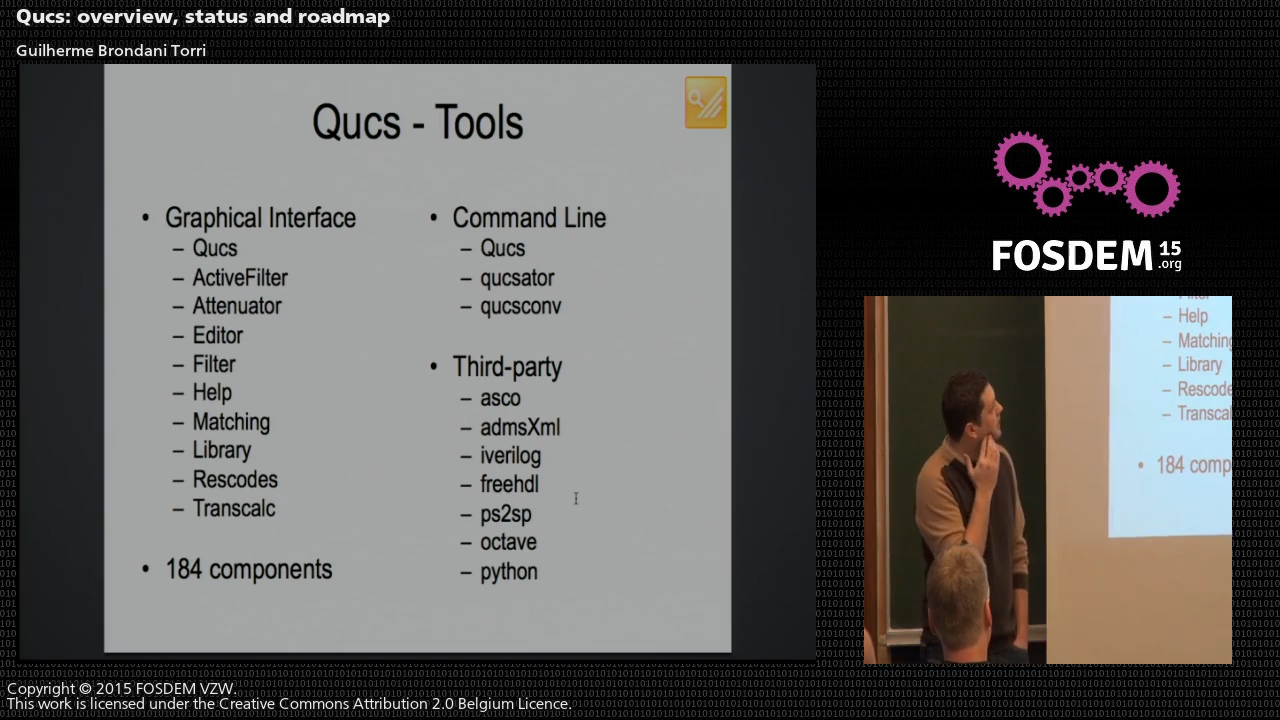 Qucs: overview, status and roadmap
Guilherme Brondani Torri
Qucs - Tools
• Graphical Interface
– Qucs
– ActiveFilter
– Attenuator
– Editor
– Filter
– Help
– Matching
– Library
– Rescodes
– Transcalc
• 184 components
• Command Line
– Qucs
– qucsator
– qucsconv
• Third-party
– asco
– admsXml
– iverilog
– freehdl
– ps2sp
– octave
– python
FOSDEM 15
.org
– Help
– Matching
– Library
– Rescode
– Transcal
• 184 comp
Copyright © 2015 FOSDEM VZW.
This work is licensed under the Creative Commons Attribution 2.0 Belgium Licence.